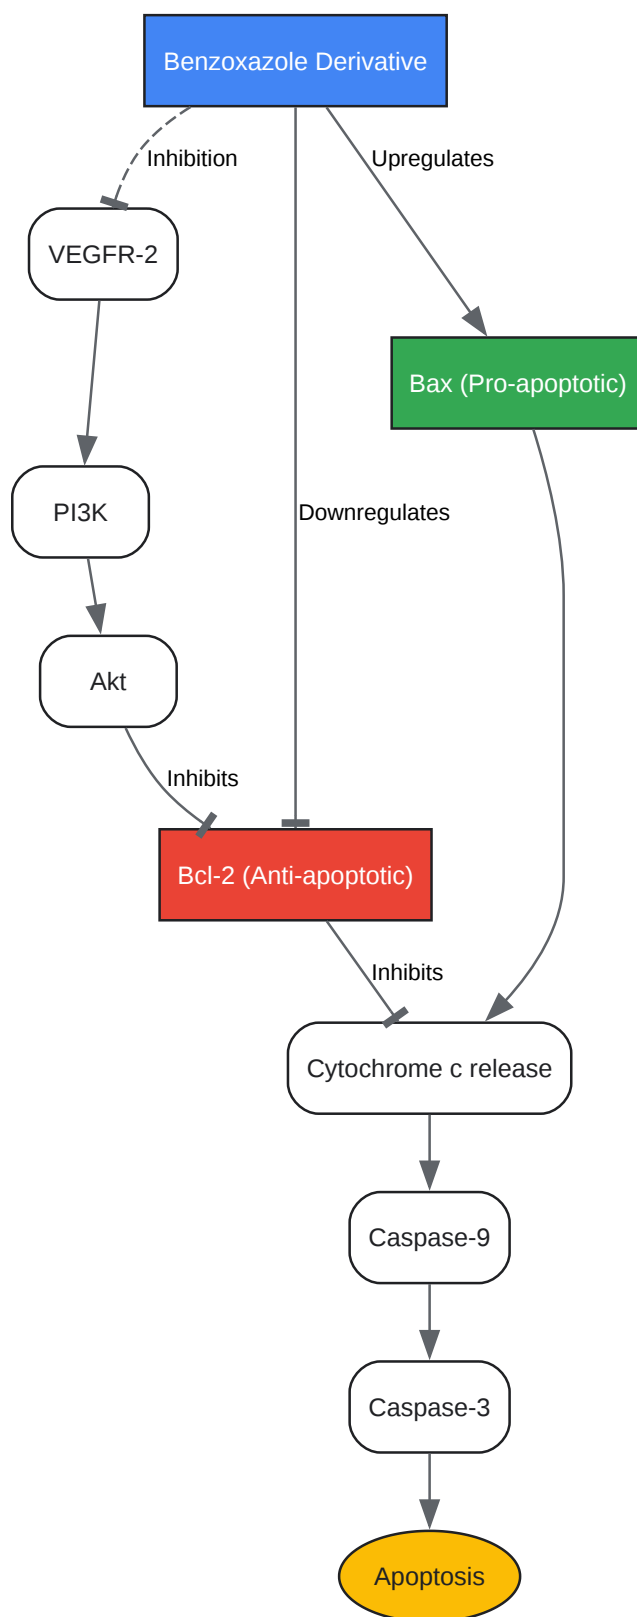 Benzoxazole Derivative
Inhibition
Upregulates
VEGFR-2
Bax (Pro-apoptotic)
PI3K
Downregulates
Akt
Inhibits
Bcl-2 (Anti-apoptotic)
Inhibits
Cytochrome c release
Caspase-9
Caspase-3
Apoptosis